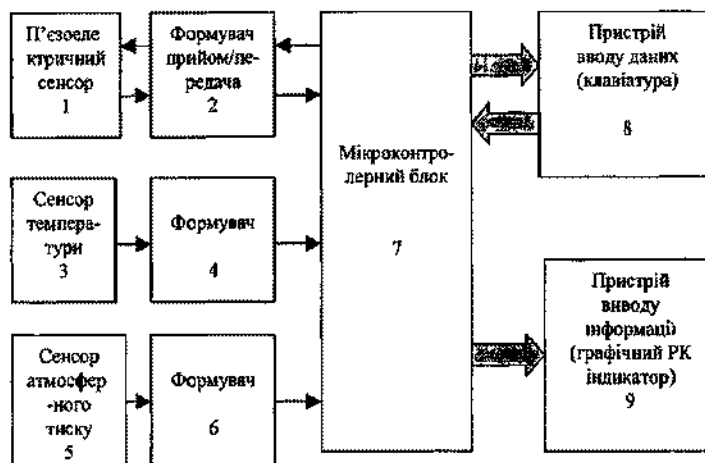 П’єзоеле
ктричний
сенсор
1
Формувач
прийом/пе-
редача
2
Сенсор
темпера-
тури
3
Формувач
4
Сенсор
атмосфер
-ного
тиску
5
Формувач
6
Мікроконтро-
лерний блок
7
Пристрій
вводу даних
(клавіатура)
8
Пристрій
виводу
інформації
(графічний РК
індикатор)
9